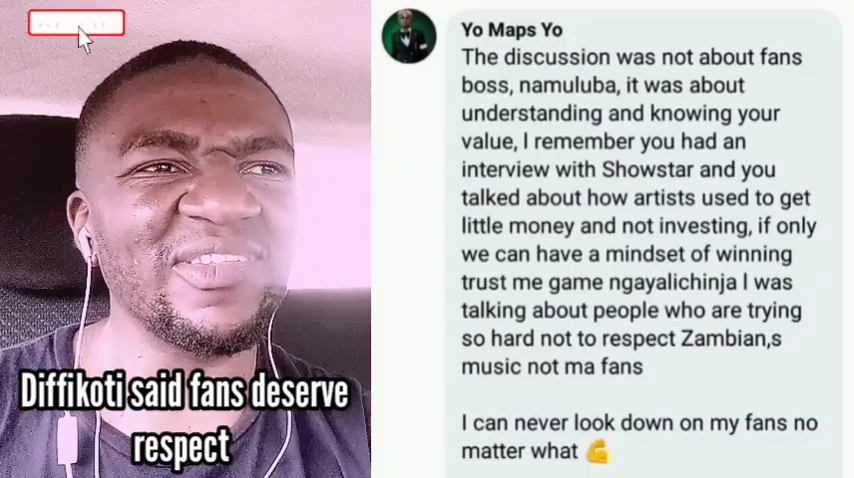 Diffikoti said fans deserve
respect
Yo Maps Yo
The discussion was not about fans
boss, namuluba, it was about
understanding and knowing your
value, I remember you had an
interview with Showstar and you
talked about how artists used to get
little money and not investing, if only
we can have a mindset of winning
trust me game ngayalichinja I was
talking about people who are trying
so hard not to respect Zambian,s
music not ma fans
I can never look down on my fans no
matter what 💪